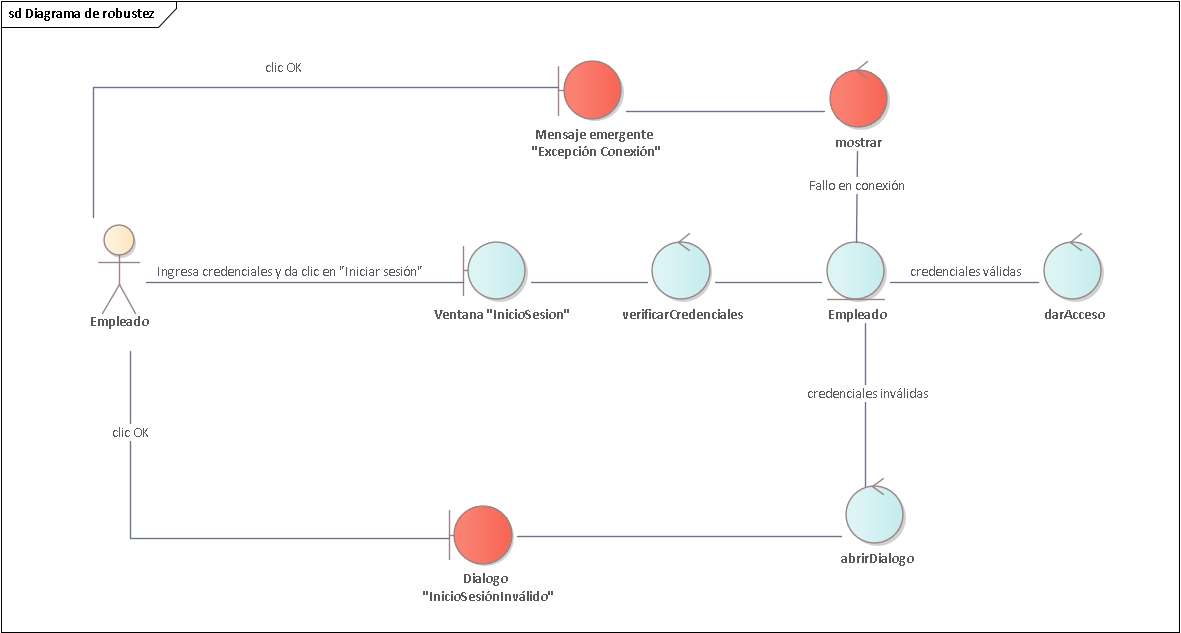 sd Diagrama de robustez
clic OK
Mensaje emergente
"Excepción Conexión"
mostrar
Fallo en conexión
Ingresa credenciales y da clic en "Iniciar sesión"
credenciales válidas
Empleado
Ventana "InicioSesion"
verificarCredenciales
Empleado
darAcceso
credenciales inválidas
clic OK
abrirDialogo
Dialogo
"InicioSesiónInválido"